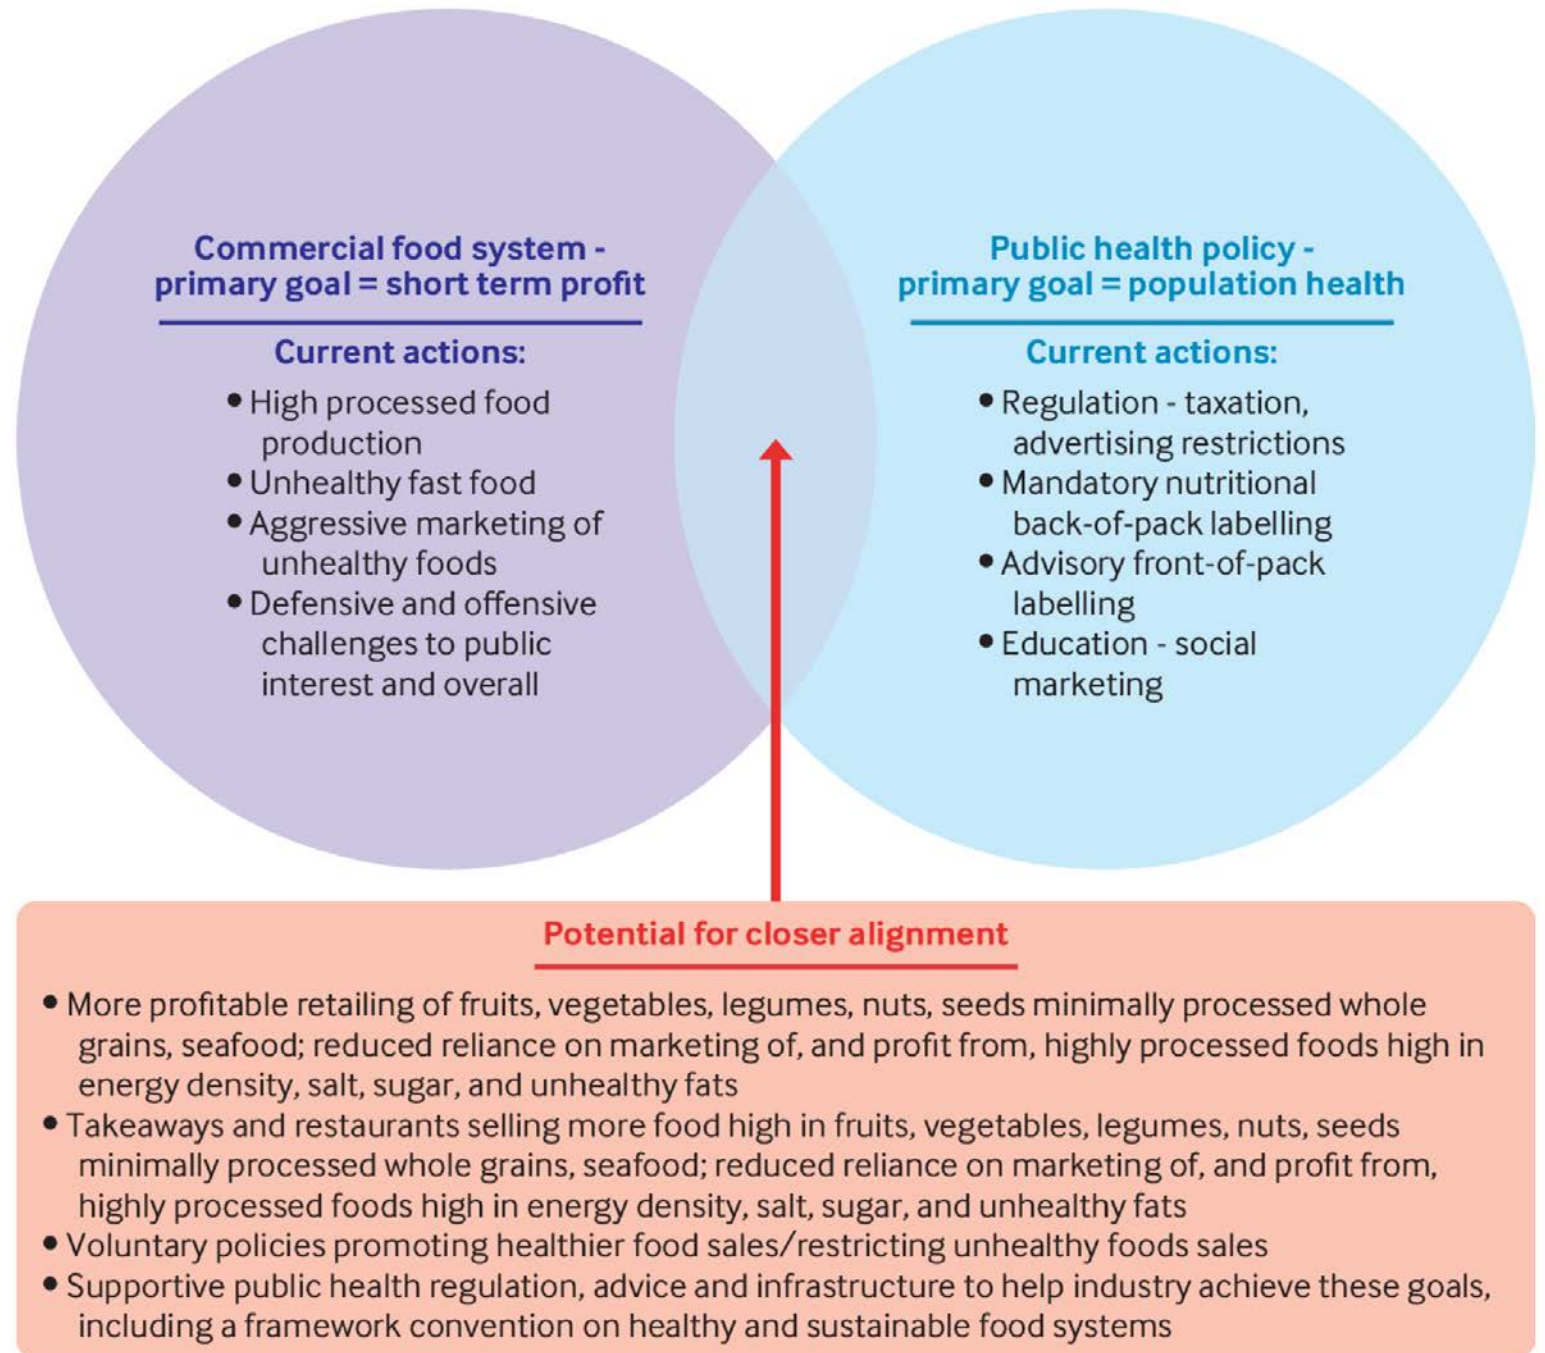 Commercial food system -
primary goal = short term profit
Current actions:
• High processed food
production
• Unhealthy fast food
• Aggressive marketing of
unhealthy foods
• Defensive and offensive
challenges to public
interest and overall
Public health policy -
primary goal = population health
Current actions:
• Regulation - taxation,
advertising restrictions
• Mandatory nutritional
back-of-pack labelling
• Advisory front-of-pack
labelling
• Education - social
marketing
Potential for closer alignment
• More profitable retailing of fruits, vegetables, legumes, nuts, seeds minimally processed whole
grains, seafood; reduced reliance on marketing of, and profit from, highly processed foods high in
energy density, salt, sugar, and unhealthy fats
• Takeaways and restaurants selling more food high in fruits, vegetables, legumes, nuts, seeds
minimally processed whole grains, seafood; reduced reliance on marketing of, and profit from,
highly processed foods high in energy density, salt, sugar, and unhealthy fats
• Voluntary policies promoting healthier food sales/restricting unhealthy foods sales
• Supportive public health regulation, advice and infrastructure to help industry achieve these goals,
including a framework convention on healthy and sustainable food systems